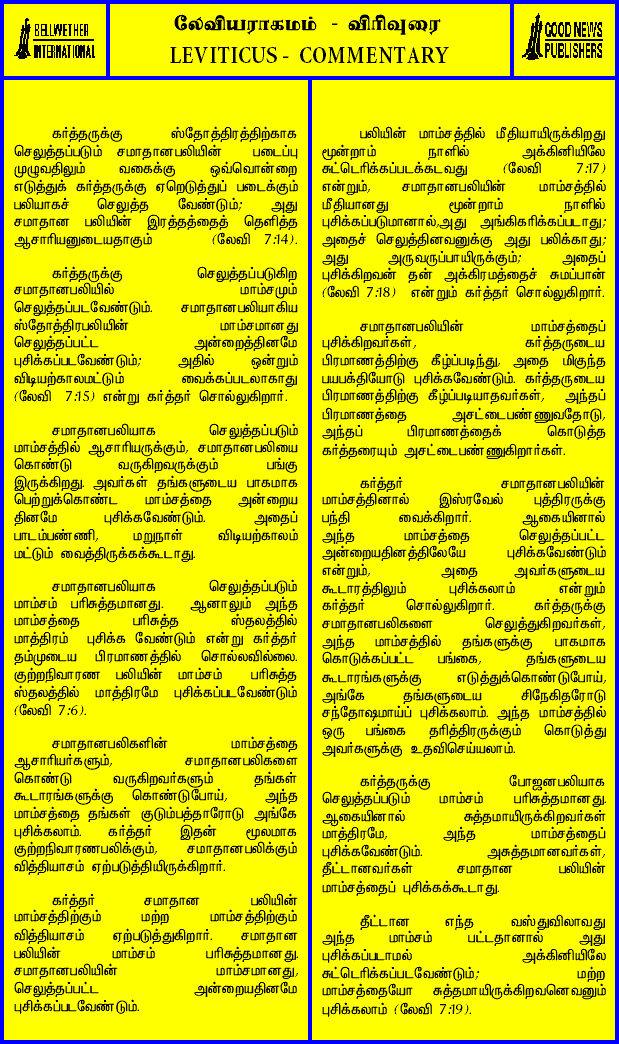 BELLWETHER
INTERNATIONAL
லேவியராகமம் - விரிவுரை
LEVITICUS - COMMENTARY
GOOD NEWS
PUBLISHERS
கர்த்தருக்கு ஸ்தோத்திரத்திற்காக
செலுத்தப்படும் சமாதானபலியின் படைப்பு
முழுவதிலும் வகைக்கு ஒவ்வொன்றை
எடுத்துக் கர்த்தருக்கு ஏறெடுத்துப் படைக்கும்
பலியாகச் செலுத்த வேண்டும்; அது
சமாதான பலியின் இரத்தத்தைத் தெளித்த
ஆசாரியனுடையதாகும் (லேவி 7:14).
கர்த்தருக்கு செலுத்தப்படுகிற
சமாதானபலியில் மாம்சமும்
செலுத்தப்படவேண்டும். சமாதானபலியாகிய
ஸ்தோத்திரபலியின் மாம்சமானது
செலுத்தப்பட்ட அன்றைத்தினமே
புசிக்கப்படவேண்டும்; அதில் ஒன்றும்
விடியற்காலமட்டும் வைக்கப்படலாகாது
(லேவி 7:15) என்று கர்த்தர் சொல்லுகிறார்.
சமாதானபலியாக செலுத்தப்படும்
மாம்சத்தில் ஆசாரியருக்கும், சமாதானபலியை
கொண்டு வருகிறவருக்கும் பங்கு
இருக்கிறது. அவர்கள் தங்களுடைய பாகமாக
பெற்றுக்கொண்ட மாம்சத்தை அன்றைய
தினமே புசிக்கவேண்டும். அதைப்
பாடம்பண்ணி, மறுநாள் விடியற்காலம்
மட்டும் வைத்திருக்கக்கூடாது.
சமாதானபலியாக செலுத்தப்படும்
மாம்சம் பரிசுத்தமானது. ஆனாலும் அந்த
மாம்சத்தை பரிசுத்த ஸ்தலத்தில்
மாத்திரம் புசிக்க வேண்டும் என்று கர்த்தர்
தம்முடைய பிரமாணத்தில் சொல்லவில்லை.
குற்றநிவாரண பலியின் மாம்சம் பரிசுத்த
ஸ்தலத்தில் மாத்திரமே புசிக்கப்படவேண்டும்
(லேவி 7:6).
சமாதானபலிகளின் மாம்சத்தை
ஆசாரியர்களும், சமாதானபலிகளை
கொண்டு வருகிறவர்களும் தங்கள்
கூடாரங்களுக்கு கொண்டுபோய், அந்த
மாம்சத்தை தங்கள் குடும்பத்தாரோடு அங்கே
புசிக்கலாம். கர்த்தர் இதன் மூலமாக
குற்றநிவாரணபலிக்கும், சமாதானபலிக்கும்
வித்தியாசம் ஏற்படுத்தியிருக்கிறார்.
கர்த்தர் சமாதான பலியின்
மாம்சத்திற்கும் மற்ற மாம்சத்திற்கும்
வித்தியாசம் ஏற்படுத்துகிறார். சமாதான
பலியின் மாம்சம் பரிசுத்தமானது.
சமாதானபலியின் மாம்சமானது,
செலுத்தப்பட்ட அன்றையதினமே
புசிக்கப்படவேண்டும்.
பலியின் மாம்சத்தில் மீதியாயிருக்கிறது
மூன்றாம் நாளில் அக்கினியிலே
சுட்டெரிக்கப்படக்கடவது (லேவி 7:17)
என்றும், சமாதானபலியின் மாம்சத்தில்
மீதியானது மூன்றாம் நாளில்
புசிக்கப்படுமானால்,அது அங்கிகரிக்கப்படாது;
அதைச் செலுத்தினவனுக்கு அது பலிக்காது;
அது அருவருப்பாயிருக்கும்; அதைப்
புசிக்கிறவன் தன் அக்கிரமத்தைச் சுமப்பான்
(லேவி 7:18) என்றும் கர்த்தர் சொல்லுகிறார்.
சமாதானபலியின் மாம்சத்தைப்
புசிக்கிறவர்கள், கர்த்தருடைய
பிரமாணத்திற்கு கீழ்ப்படிந்து, அதை மிகுந்த
பயபக்தியோடு புசிக்கவேண்டும். கர்த்தருடைய
பிரமாணத்திற்கு கீழ்ப்படியாதவர்கள், அந்தப்
பிரமாணத்தை அசட்டைபண்ணுவதோடு,
அந்தப் பிரமாணத்தைக் கொடுத்த
கர்த்தரையும் அசட்டைபண்ணுகிறார்கள்.
கர்த்தர் சமாதானபலியின்
மாம்சத்தினால் இஸ்ரவேல் புத்திரருக்கு
பந்தி வைக்கிறார். ஆகையினால்
அந்த மாம்சத்தை செலுத்தப்பட்ட
அன்றையதினத்திலேயே புசிக்கவேண்டும்
என்றும், அதை அவர்களுடைய
கூடாரத்திலும் புசிக்கலாம் என்றும்
கர்த்தர் சொல்லுகிறார். கர்த்தருக்கு
சமாதானபலிகளை செலுத்துகிறவர்கள்,
அந்த மாம்சத்தில் தங்களுக்கு பாகமாக
கொடுக்கப்பட்ட பங்கை, தங்களுடைய
கூடாரங்களுக்கு எடுத்துக்கொண்டுபோய்,
அங்கே தங்களுடைய சிநேகிதரோடு
சந்தோஷமாய்ப் புசிக்கலாம். அந்த மாம்சத்தில்
ஒரு பங்கை தரித்திரருக்கும் கொடுத்து
அவர்களுக்கு உதவிசெய்யலாம்.
கர்த்தருக்கு போஜனபலியாக
செலுத்தப்படும் மாம்சம் பரிசுத்தமானது.
ஆகையினால் சுத்தமாயிருக்கிறவர்கள்
மாத்திரமே, அந்த மாம்சத்தைப்
புசிக்கவேண்டும். அசுத்தமானவர்கள்,
தீட்டானவர்கள் சமாதான பலியின்
மாம்சத்தைப் புசிக்கக்கூடாது.
தீட்டான எந்த வஸ்துவிலாவது
அந்த மாம்சம் பட்டதானால் அது
புசிக்கப்படாமல் அக்கினியிலே
சுட்டெரிக்கப்படவேண்டும்; மற்ற
மாம்சத்தையோ சுத்தமாயிருக்கிறவனெவனும்
புசிக்கலாம் (லேவி 7:19).